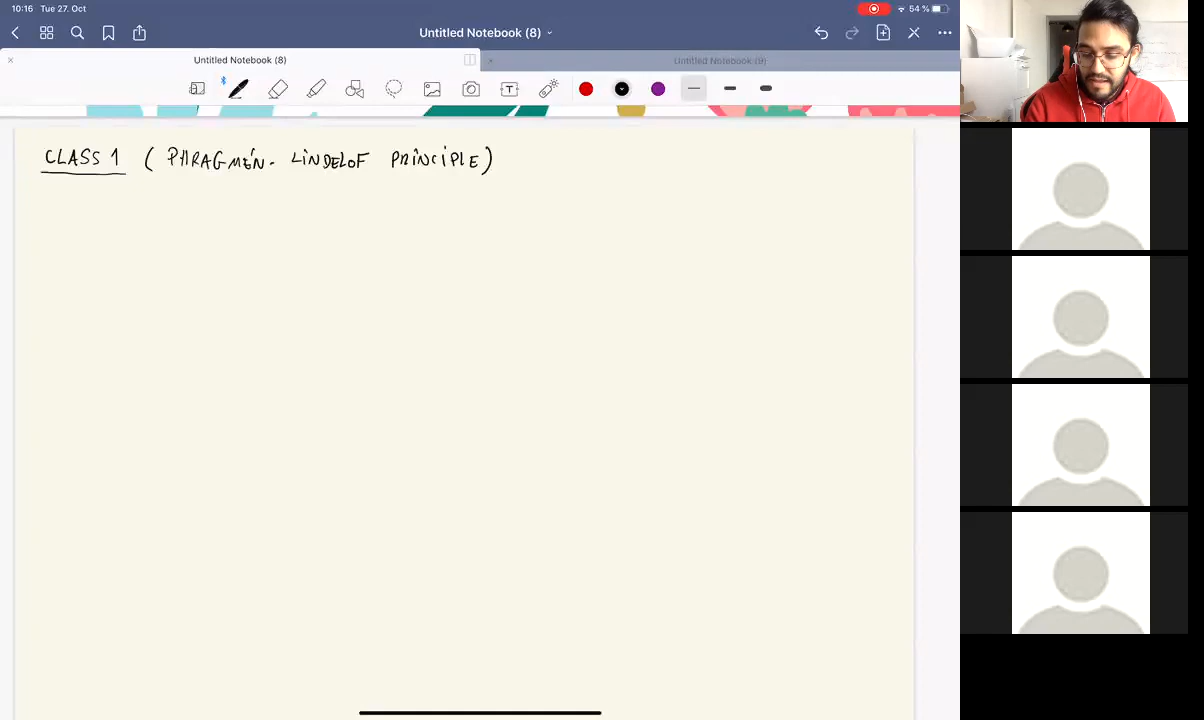 10:16 Tue 27. Oct
54 %
Untitled Notebook (8)
Untitled Notebook (8)
Untitled Notebook (9)
T
CLASS 1 (PHRAGMÉN-LINDELOF PRINCIPLE)